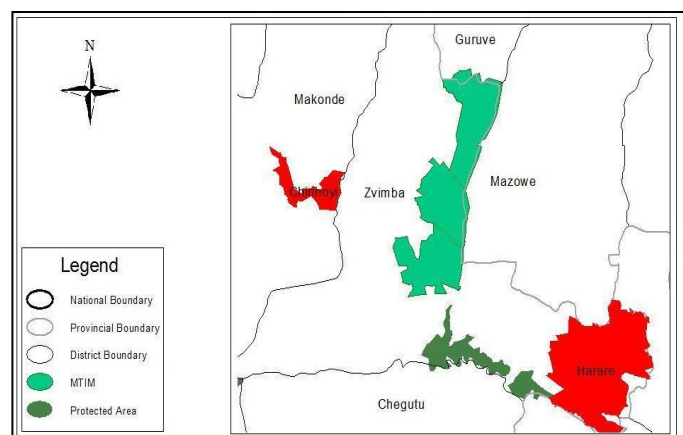 N
Guruve
Makonde
Chinhoyi
Zvimba
Mazowe
Legend
National Boundary
Provincial Boundary
District Boundary
MTIM
Protected Area
Harare
Chegutu